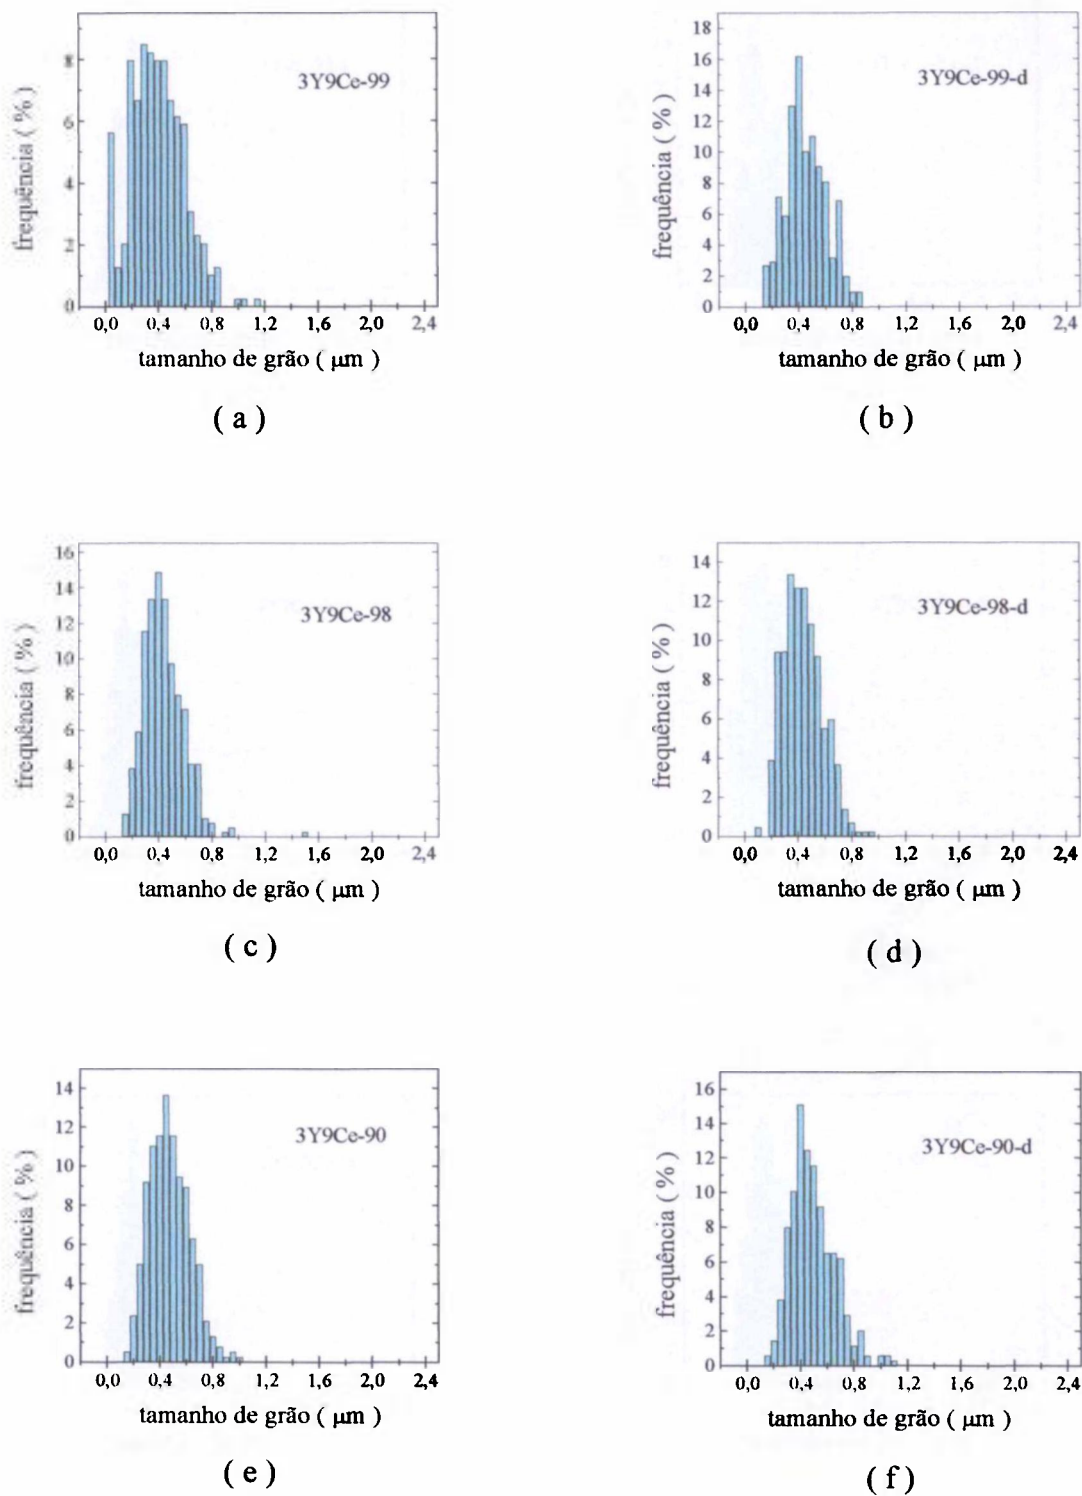 8
6
4
2
0
frequência ( % )
3Y9Ce-99
0,0 0,4 0,8 1,2 1,6 2,0 2,4
tamanho de grão ( µm )
( a )
18
16
14
12
10
8
6
4
2
0
frequência ( % )
3Y9Ce-99-d
0,0 0,4 0,8 1,2 1,6 2,0 2,4
tamanho de grão ( µm )
( b )
16
14
12
10
8
6
4
2
0
frequência ( % )
3Y9Ce-98
0,0 0,4 0,8 1,2 1,6 2,0 2,4
tamanho de grão ( µm )
( c )
14
12
10
8
6
4
2
0
frequência ( % )
3Y9Ce-98-d
0,0 0,4 0,8 1,2 1,6 2,0 2,4
tamanho de grão ( µm )
( d )
14
12
10
8
6
4
2
0
frequência ( % )
3Y9Ce-90
0,0 0,4 0,8 1,2 1,6 2,0 2,4
tamanho de grão ( µm )
( e )
16
14
12
10
8
6
4
2
0
frequência ( % )
3Y9Ce-90-d
0,0 0,4 0,8 1,2 1,6 2,0 2,4
tamanho de grão ( µm )
( f )